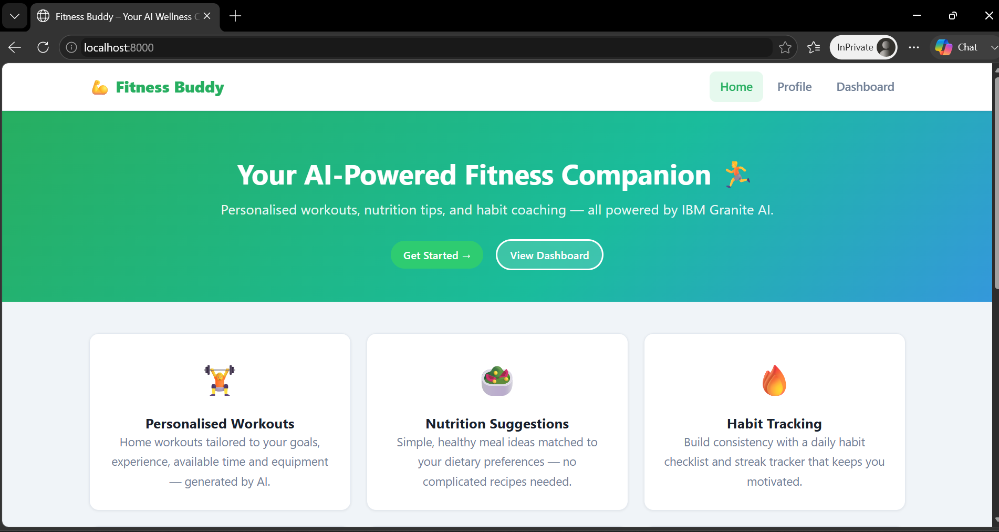 Fitness Buddy – Your AI Wellness
localhost:8000
InPrivate
Chat
Fitness Buddy
Home
Profile
Dashboard
Your AI-Powered Fitness Companion
Personalised workouts, nutrition tips, and habit coaching — all powered by IBM Granite AI.
Get Started →
View Dashboard
Personalised Workouts
Home workouts tailored to your goals,
experience, available time and equipment
— generated by AI.
Nutrition Suggestions
Simple, healthy meal ideas matched to
your dietary preferences — no
complicated recipes needed.
Habit Tracking
Build consistency with a daily habit
checklist and streak tracker that keeps you
motivated.